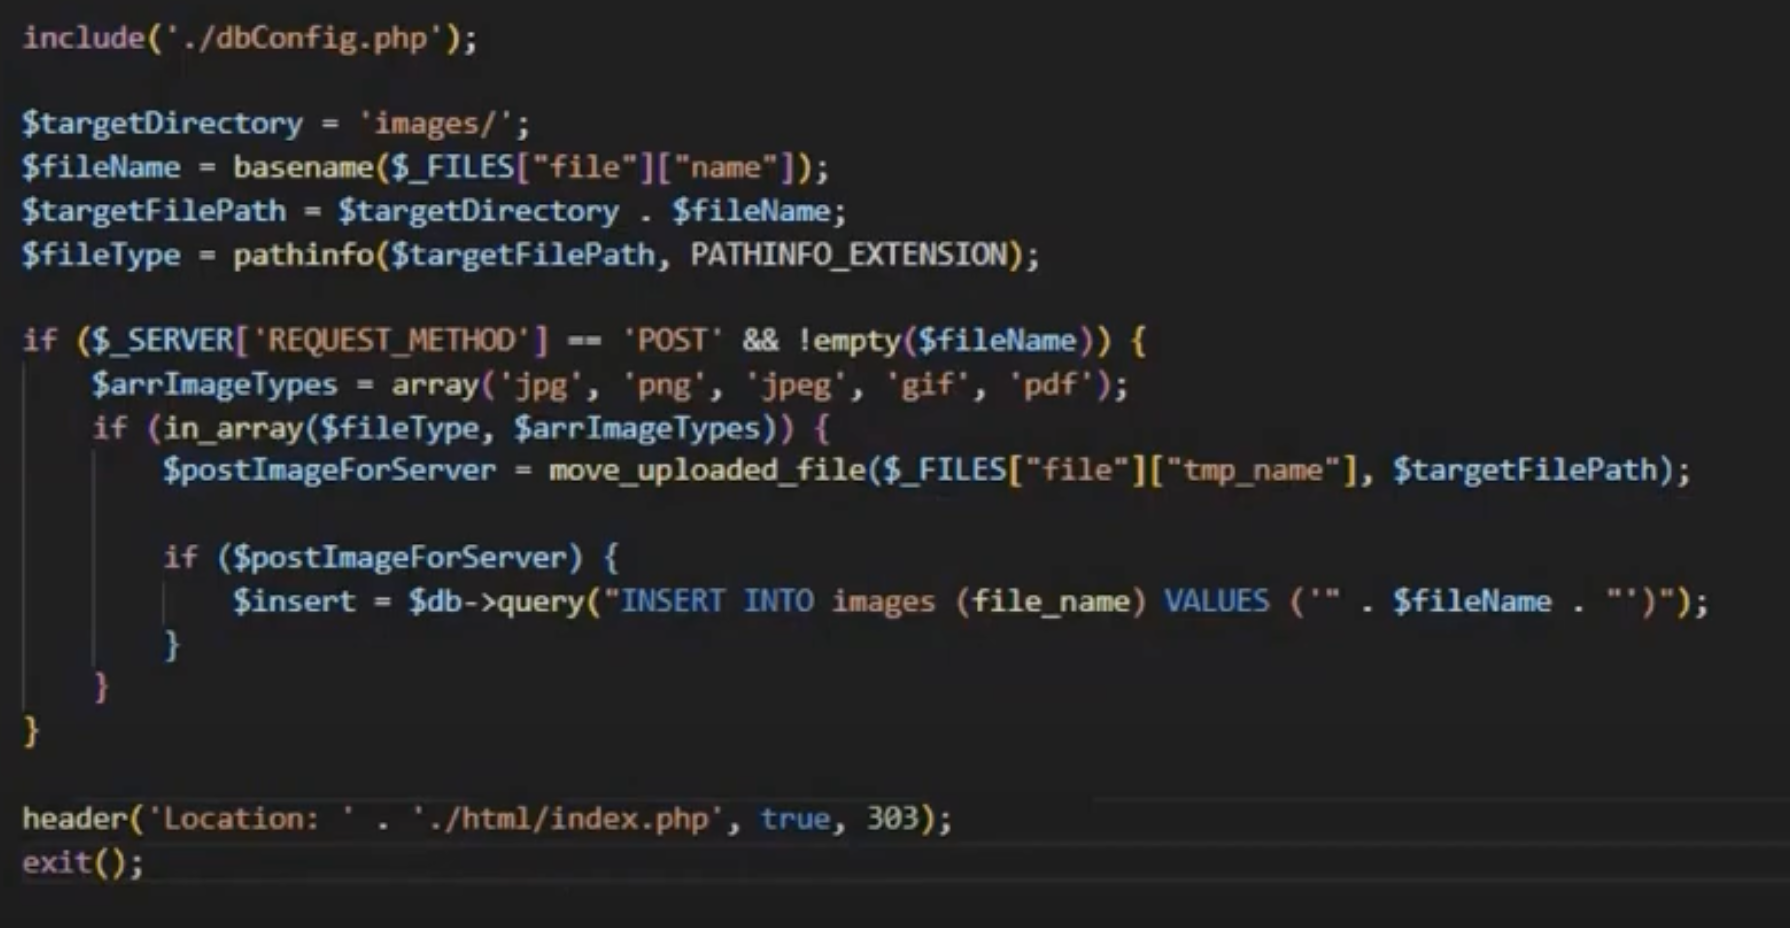 include('./dbConfig.php');
$targetDirectory = 'images/';
$fileName = basename($_FILES["file"]["name"]);
$targetFilePath = $targetDirectory . $fileName;
$fileType = pathinfo($targetFilePath, PATHINFO_EXTENSION);
if ($_SERVER['REQUEST_METHOD'] == 'POST' && !empty($fileName)) {
$arrImageTypes = array('jpg', 'png', 'jpeg', 'gif', 'pdf');
if (in_array($fileType, $arrImageTypes)) {
$postImageForServer = move_uploaded_file($_FILES["file"]["tmp_name"], $targetFilePath);
if ($postImageForServer) {
$insert = $db->query("INSERT INTO images (file_name) VALUES ('" . $fileName . "')");
}
}
}
header('Location: ' . './html/index.php', true, 303);
exit();